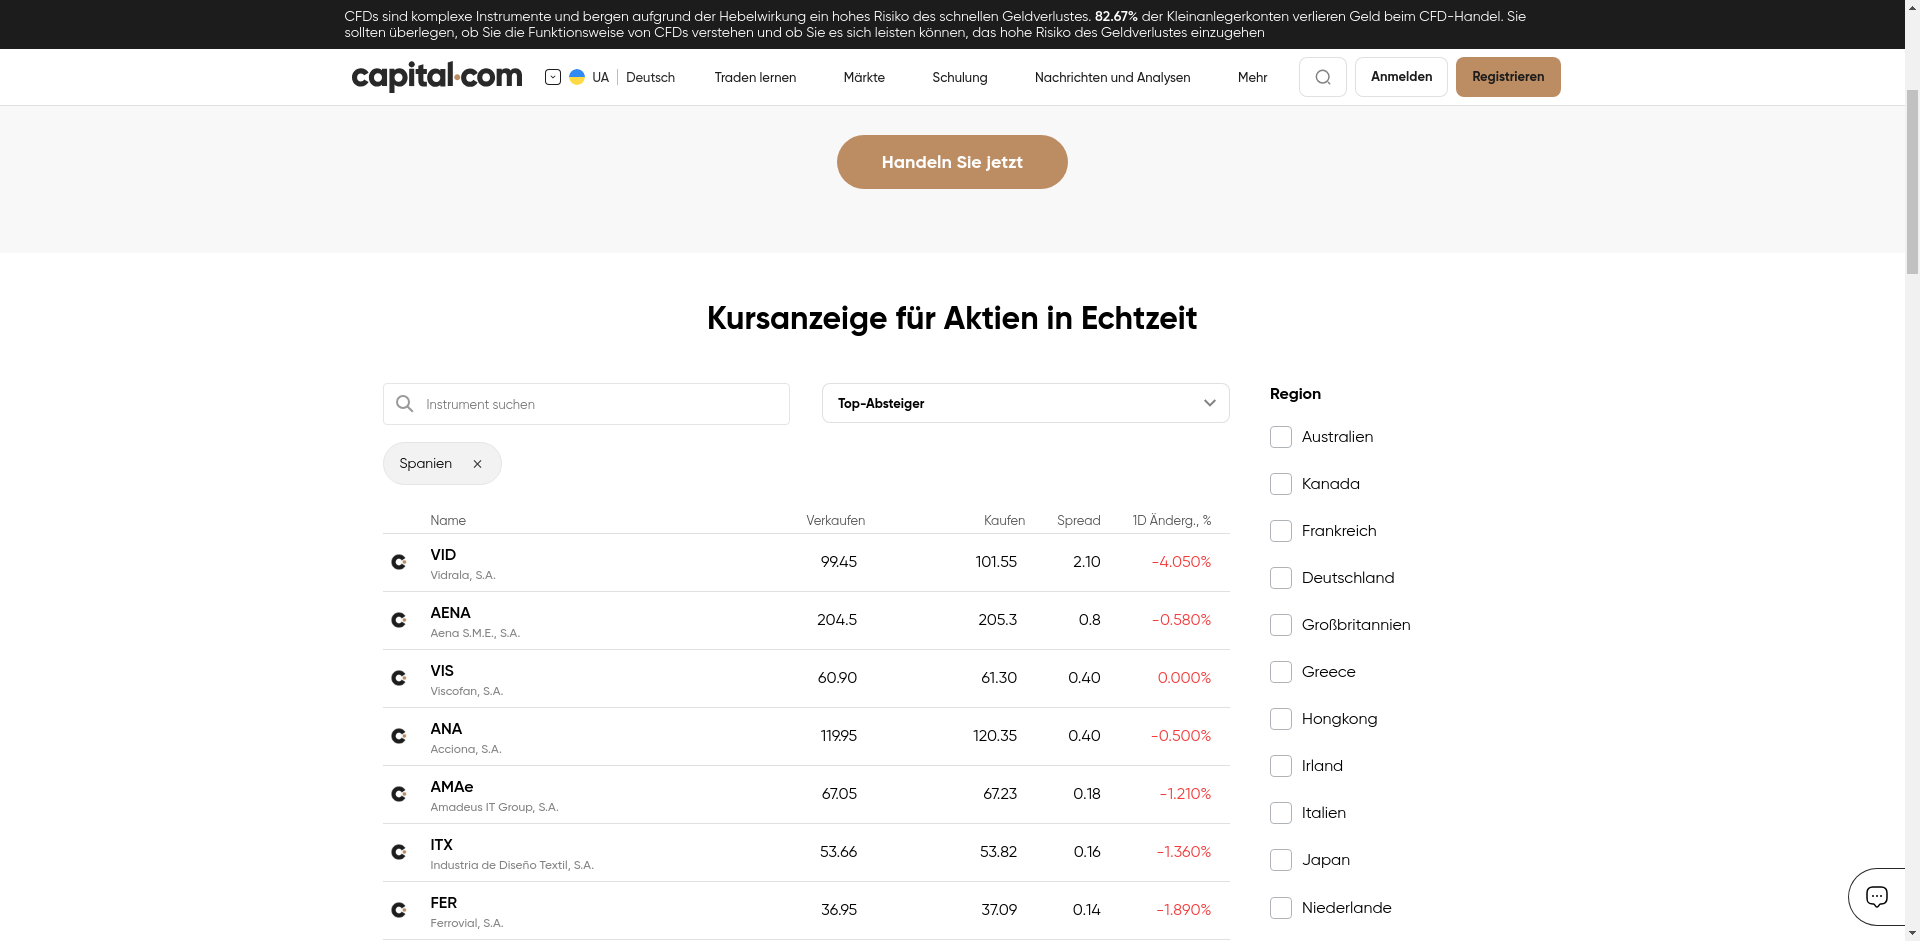 CFDs sind komplexe Instrumente und bergen aufgrund der Hebelwirkung ein hohes Risiko des schnellen Geldverlustes. 82.67% der Kleinanlegerkonten verlieren Geld beim CFD-Handel. Sie
sollten überlegen, ob Sie die Funktionsweise von CFDs verstehen und ob Sie es sich leisten können, das hohe Risiko des Geldverlustes einzugehen
capital.com UA Deutsch Traden lernen Märkte Schulung Nachrichten und Analysen Mehr Anmelden Registrieren
Handeln Sie jetzt
Kursanzeige für Aktien in Echtzeit
Instrument suchen
Top-Absteiger
Spanien
Name Verkaufen Kaufen Spread 1D Änderg., %
VID 99.45 101.55 2.10 -4.050%
Vidrala, S.A.
AENA 204.5 205.3 0.8 -0.580%
Aena S.M.E., S.A.
VIS 60.90 61.30 0.40 0.000%
Viscofan, S.A.
ANA 119.95 120.35 0.40 -0.500%
Acciona, S.A.
AMAe 67.05 67.23 0.18 -1.210%
Amadeus IT Group, S.A.
ITX 53.66 53.82 0.16 -1.360%
Industria de Diseño Textil, S.A.
FER 36.95 37.09 0.14 -1.890%
Ferrovial, S.A.
Region
Australien
Kanada
Frankreich
Deutschland
Großbritannien
Greece
Hongkong
Irland
Italien
Japan
Niederlande